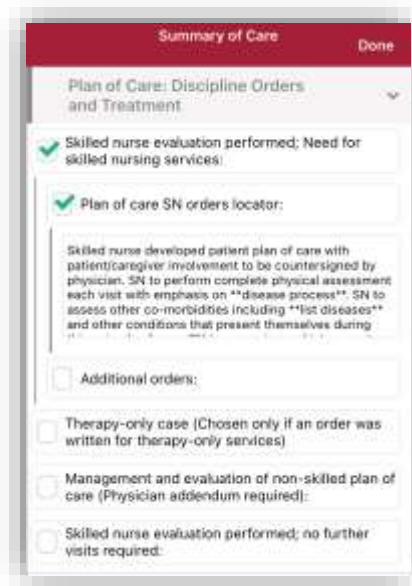 Summary of Care
Done
Plan of Care: Discipline Orders
and Treatment
Skilled nurse evaluation performed; Need for
skilled nursing services:
Plan of care SN orders locator:
Skilled nurse developed patient plan of care with
patient/caregiver involvement to be countersigned by
physician. SN to perform complete physical assessment
each visit with emphasis on **disease process**. SN to
assess other co-morbidities including **list diseases**
and other conditions that present themselves during
Additional orders:
Therapy-only case (Chosen only if an order was
written for therapy-only services)
Management and evaluation of non-skilled plan of
care (Physician addendum required):
Skilled nurse evaluation performed; no further
visits required: